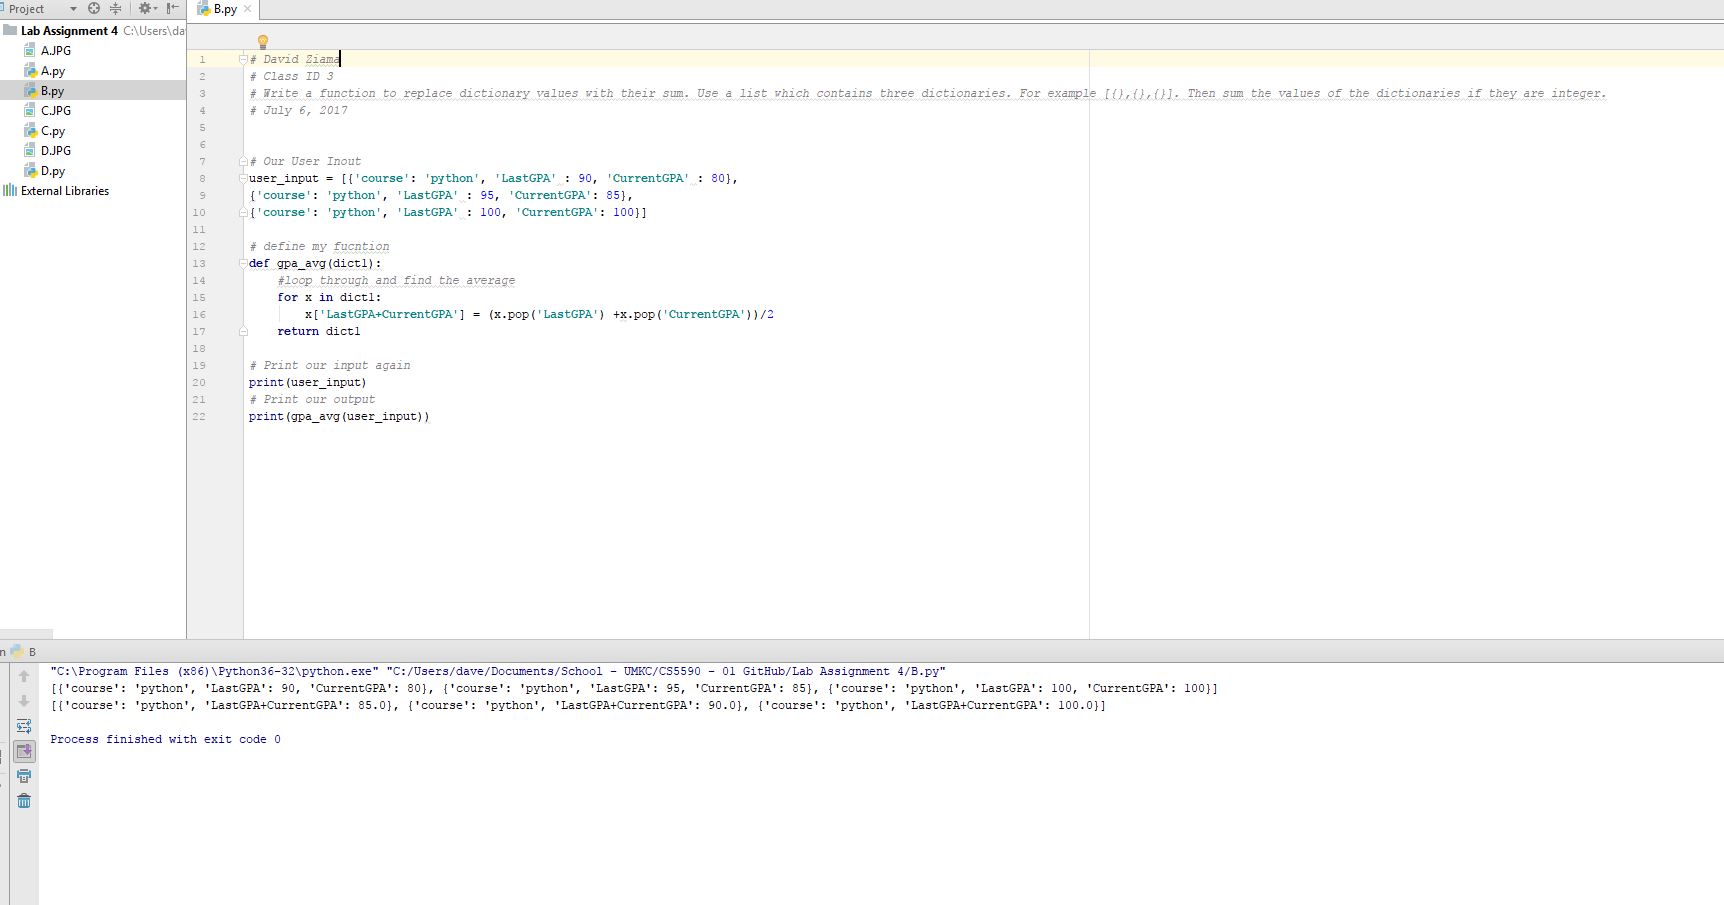 Project
B.py
Lab Assignment 4 C:\Users\da
A.JPG
A.py
B.py
C.JPG
C.py
D.JPG
D.py
External Libraries
1 # David Ziama
2 # Class ID 3
3 # Write a function to replace dictionary values with their sum. Use a list which contains three dictionaries. For example [{},{},{}]. Then sum the values of the dictionaries if they are integer.
4 # July 6, 2017
5
6
7 # Our User Inout
8 user_input = [{'course': 'python', 'LastGPA' : 90, 'CurrentGPA' : 80},
9 {'course': 'python', 'LastGPA' : 95, 'CurrentGPA': 85},
10 {'course': 'python', 'LastGPA' : 100, 'CurrentGPA': 100}]
11
12 # define my fucntion
13 def gpa_avg(dictl):
14 #loop through and find the average
15 for x in dictl:
16 x['LastGPA+CurrentGPA'] = (x.pop('LastGPA') +x.pop('CurrentGPA'))/2
17 return dictl
18
19 # Print our input again
20 print(user_input)
21 # Print our output
22 print(gpa_avg(user_input))
n B
"C:\Program Files (x86)\Python36-32\python.exe" "C:/Users/dave/Documents/School - UMKC/CS5590 - 01 GitHub/Lab Assignment 4/B.py"
[{'course': 'python', 'LastGPA': 90, 'CurrentGPA': 80}, {'course': 'python', 'LastGPA': 95, 'CurrentGPA': 85}, {'course': 'python', 'LastGPA': 100, 'CurrentGPA': 100}]
[{'course': 'python', 'LastGPA+CurrentGPA': 85.0}, {'course': 'python', 'LastGPA+CurrentGPA': 90.0}, {'course': 'python', 'LastGPA+CurrentGPA': 100.0}]
Process finished with exit code 0